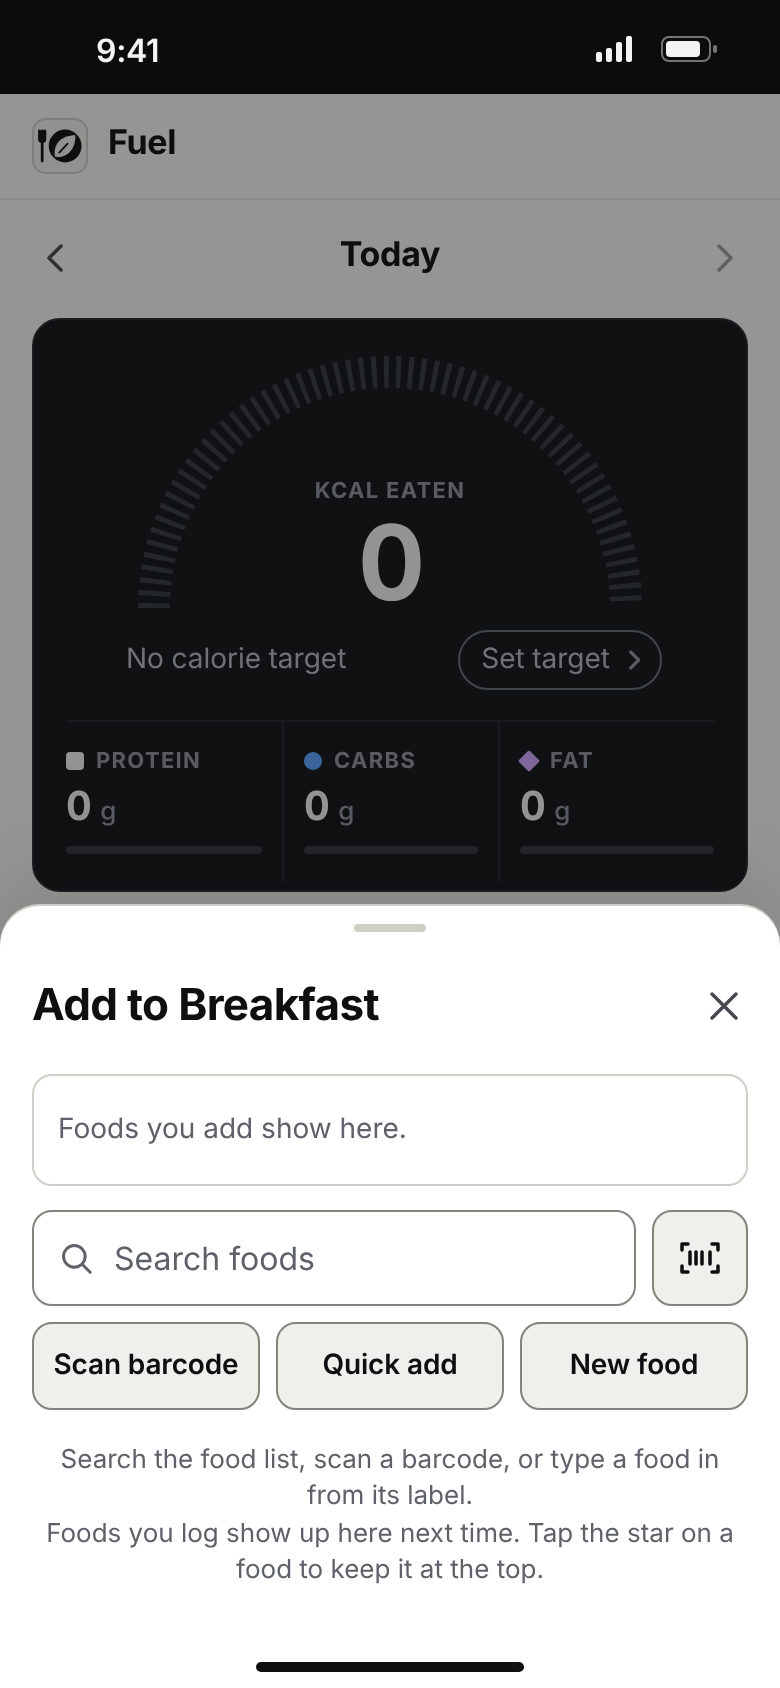 9:41
Fuel
Today
KCAL EATEN
0
No calorie target
Set target
PROTEIN
CARBS
FAT
0 g
0 g
0 g
Add to Breakfast
Foods you add show here.
Search foods
Scan barcode
Quick add
New food
Search the food list, scan a barcode, or type a food in
from its label.
Foods you log show up here next time. Tap the star on a
food to keep it at the top.